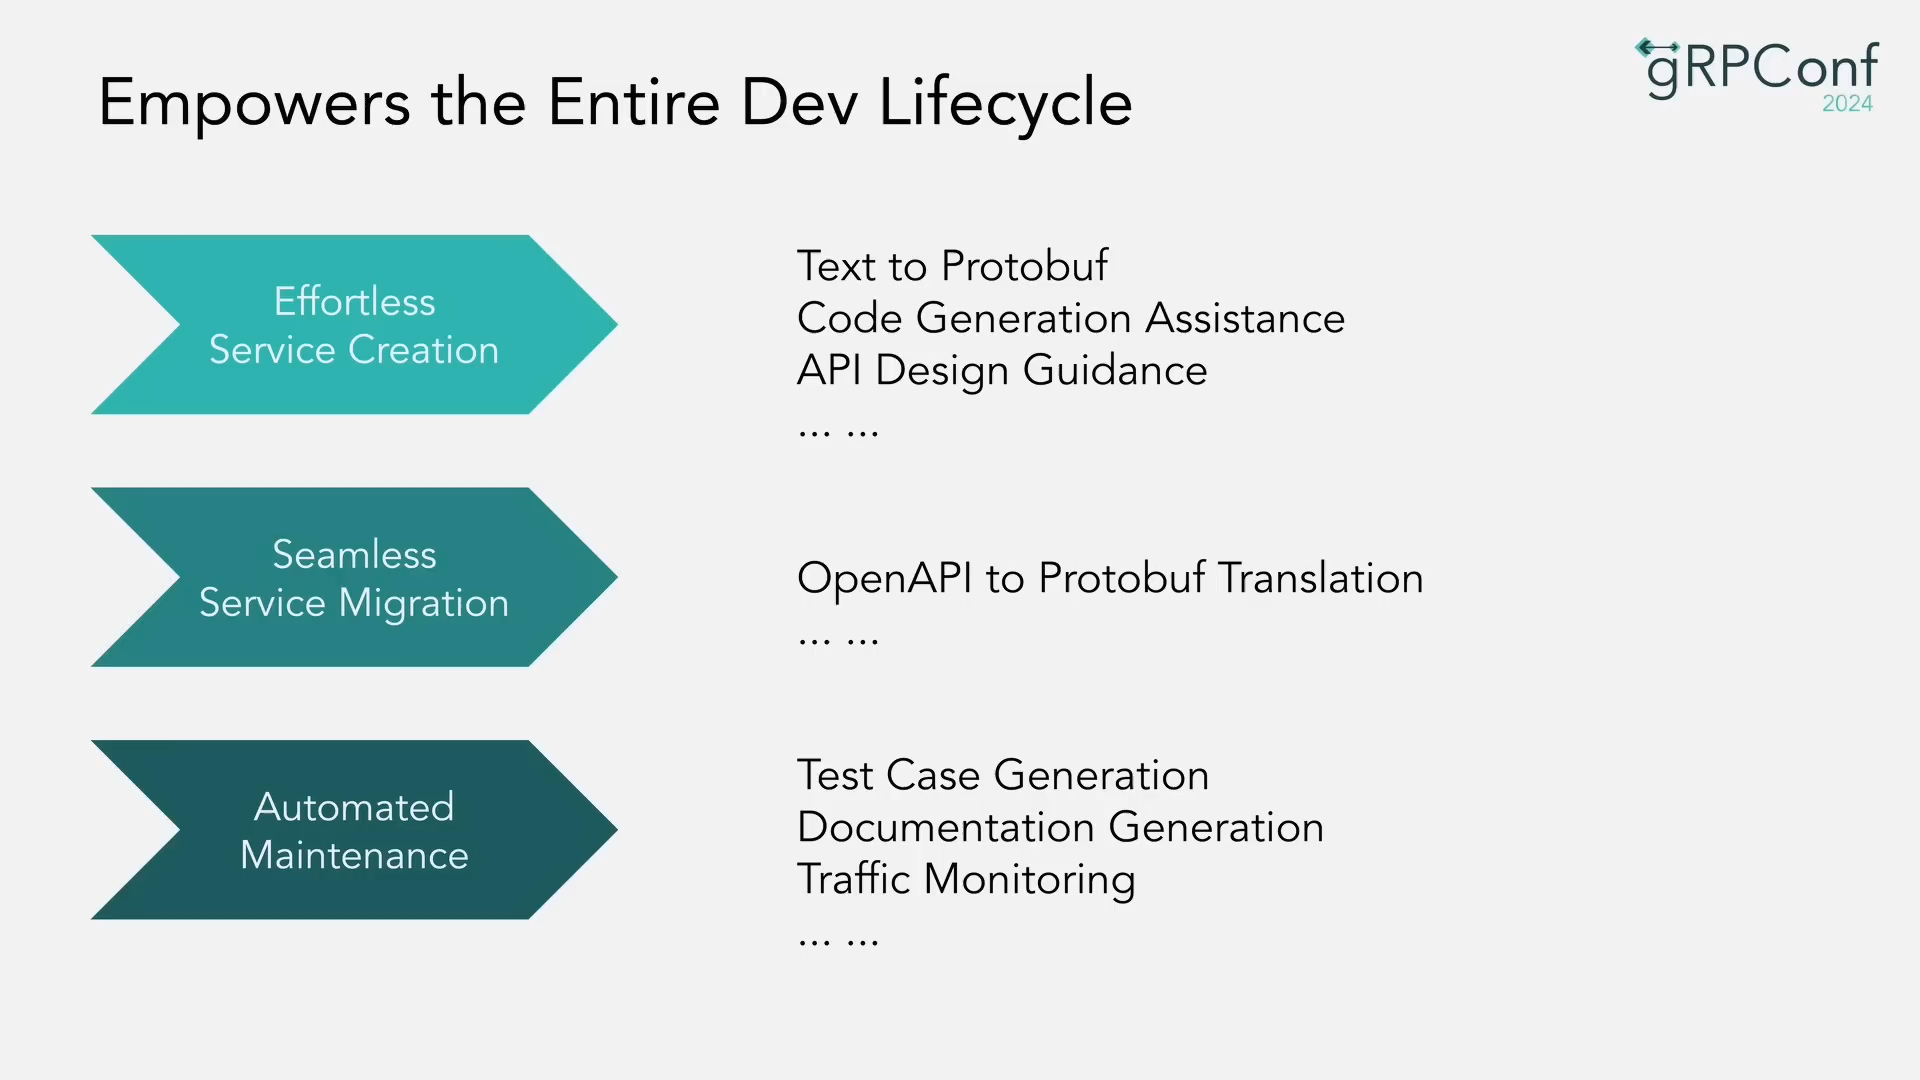 gRPConf
2024
Empowers the Entire Dev Lifecycle
Effortless
Service Creation
Text to Protobuf
Code Generation Assistance
API Design Guidance
... ...
Seamless
Service Migration
OpenAPI to Protobuf Translation
... ...
Automated
Maintenance
Test Case Generation
Documentation Generation
Traffic Monitoring
... ...